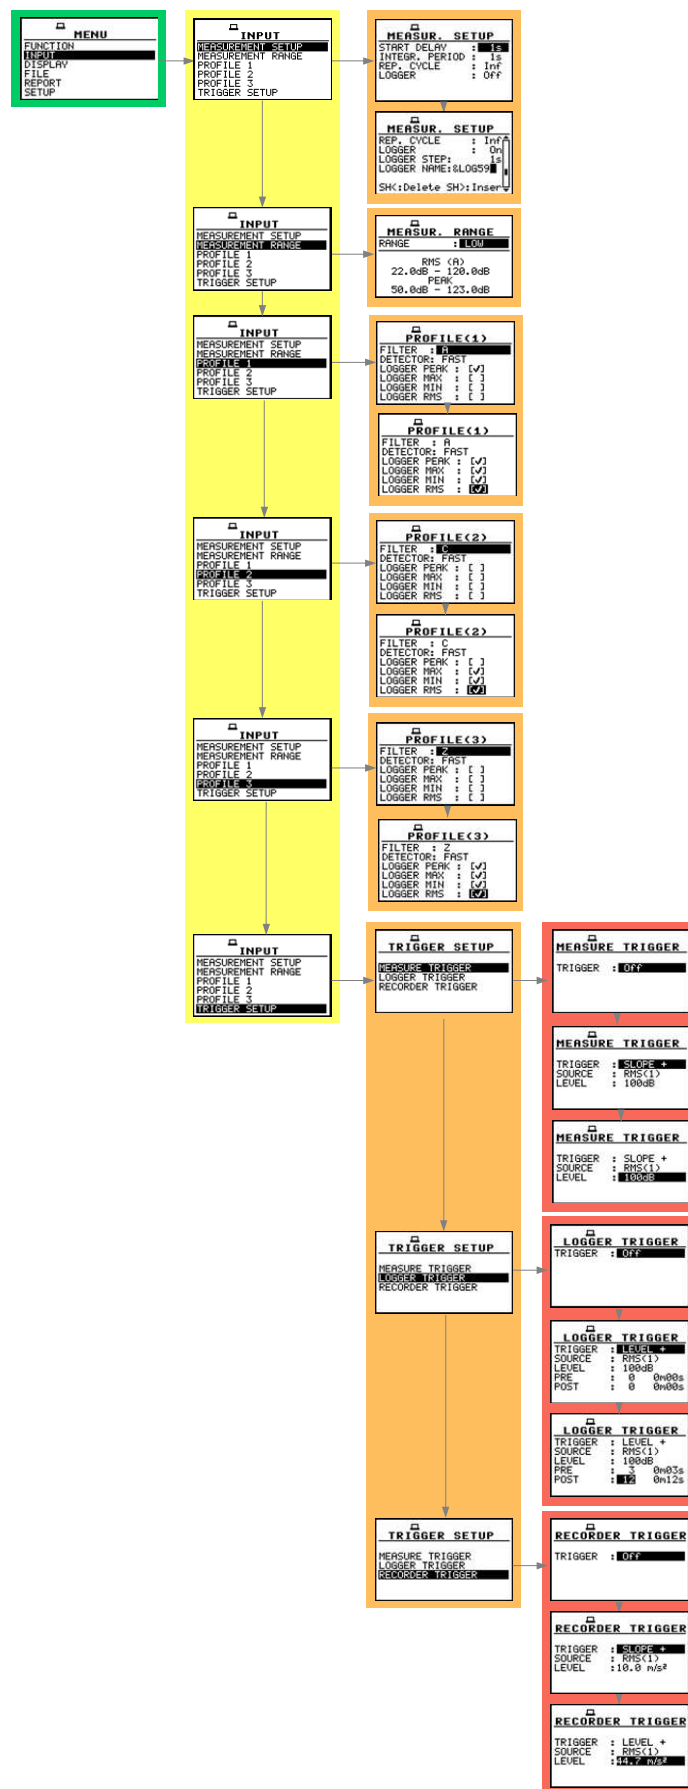 MENU
FUNCTION
INPUT
DISPLAY
FILE
REPORT
SETUP
INPUT
MEASUREMENT SETUP
MEASUREMENT RANGE
PROFILE 1
PROFILE 2
PROFILE 3
TRIGGER SETUP
MEASUR. SETUP
START DELAY : 1s
INTEGR. PERIOD : 1s
REP. CYCLE : Inf
LOGGER : Off
MEASUR. SETUP
REP. CYCLE : Inf
LOGGER : On
LOGGER STEP: 1s
LOGGER NAME:&LOG59
SH<:Delete SH>:Inser
INPUT
MEASUREMENT SETUP
MEASUREMENT RANGE
PROFILE 1
PROFILE 2
PROFILE 3
TRIGGER SETUP
MEASUR. RANGE
RANGE : LOW
RMS (A)
22.0dB - 120.0dB
PEAK
50.0dB - 123.0dB
INPUT
MEASUREMENT SETUP
MEASUREMENT RANGE
PROFILE 1
PROFILE 2
PROFILE 3
TRIGGER SETUP
PROFILE(1)
FILTER : A
DETECTOR: FAST
LOGGER PEAK : [✓]
LOGGER MAX : [ ]
LOGGER MIN : [ ]
LOGGER RMS : [ ]
PROFILE(1)
FILTER : A
DETECTOR: FAST
LOGGER PEAK : [✓]
LOGGER MAX : [✓]
LOGGER MIN : [✓]
LOGGER RMS : [✓]
INPUT
MEASUREMENT SETUP
MEASUREMENT RANGE
PROFILE 1
PROFILE 2
PROFILE 3
TRIGGER SETUP
PROFILE(2)
FILTER : C
DETECTOR: FAST
LOGGER PEAK : [ ]
LOGGER MAX : [ ]
LOGGER MIN : [ ]
LOGGER RMS : [ ]
PROFILE(2)
FILTER : C
DETECTOR: FAST
LOGGER PEAK : [ ]
LOGGER MAX : [✓]
LOGGER MIN : [✓]
LOGGER RMS : [✓]
INPUT
MEASUREMENT SETUP
MEASUREMENT RANGE
PROFILE 1
PROFILE 2
PROFILE 3
TRIGGER SETUP
PROFILE(3)
FILTER : Z
DETECTOR: FAST
LOGGER PEAK : [ ]
LOGGER MAX : [ ]
LOGGER MIN : [ ]
LOGGER RMS : [ ]
PROFILE(3)
FILTER : Z
DETECTOR: FAST
LOGGER PEAK : [✓]
LOGGER MAX : [✓]
LOGGER MIN : [✓]
LOGGER RMS : [✓]
INPUT
MEASUREMENT SETUP
MEASUREMENT RANGE
PROFILE 1
PROFILE 2
PROFILE 3
TRIGGER SETUP
TRIGGER SETUP
MEASURE TRIGGER
LOGGER TRIGGER
RECORDER TRIGGER
MEASURE TRIGGER
TRIGGER : Off
MEASURE TRIGGER
TRIGGER : SLOPE +
SOURCE : RMS(1)
LEVEL : 100dB
MEASURE TRIGGER
TRIGGER : SLOPE +
SOURCE : RMS(1)
LEVEL : 100dB
TRIGGER SETUP
MEASURE TRIGGER
LOGGER TRIGGER
RECORDER TRIGGER
LOGGER TRIGGER
TRIGGER : Off
LOGGER TRIGGER
TRIGGER : LEVEL +
SOURCE : RMS(1)
LEVEL : 100dB
PRE : 0 0m00s
POST : 0 0m00s
LOGGER TRIGGER
TRIGGER : LEVEL +
SOURCE : RMS(1)
LEVEL : 100dB
PRE : 3 0m03s
POST : 12 0m12s
TRIGGER SETUP
MEASURE TRIGGER
LOGGER TRIGGER
RECORDER TRIGGER
RECORDER TRIGGER
TRIGGER : Off
RECORDER TRIGGER
TRIGGER : SLOPE +
SOURCE : RMS(1)
LEVEL :10.0 m/s²
RECORDER TRIGGER
TRIGGER : LEVEL +
SOURCE : RMS(1)
LEVEL :44.7 m/s²